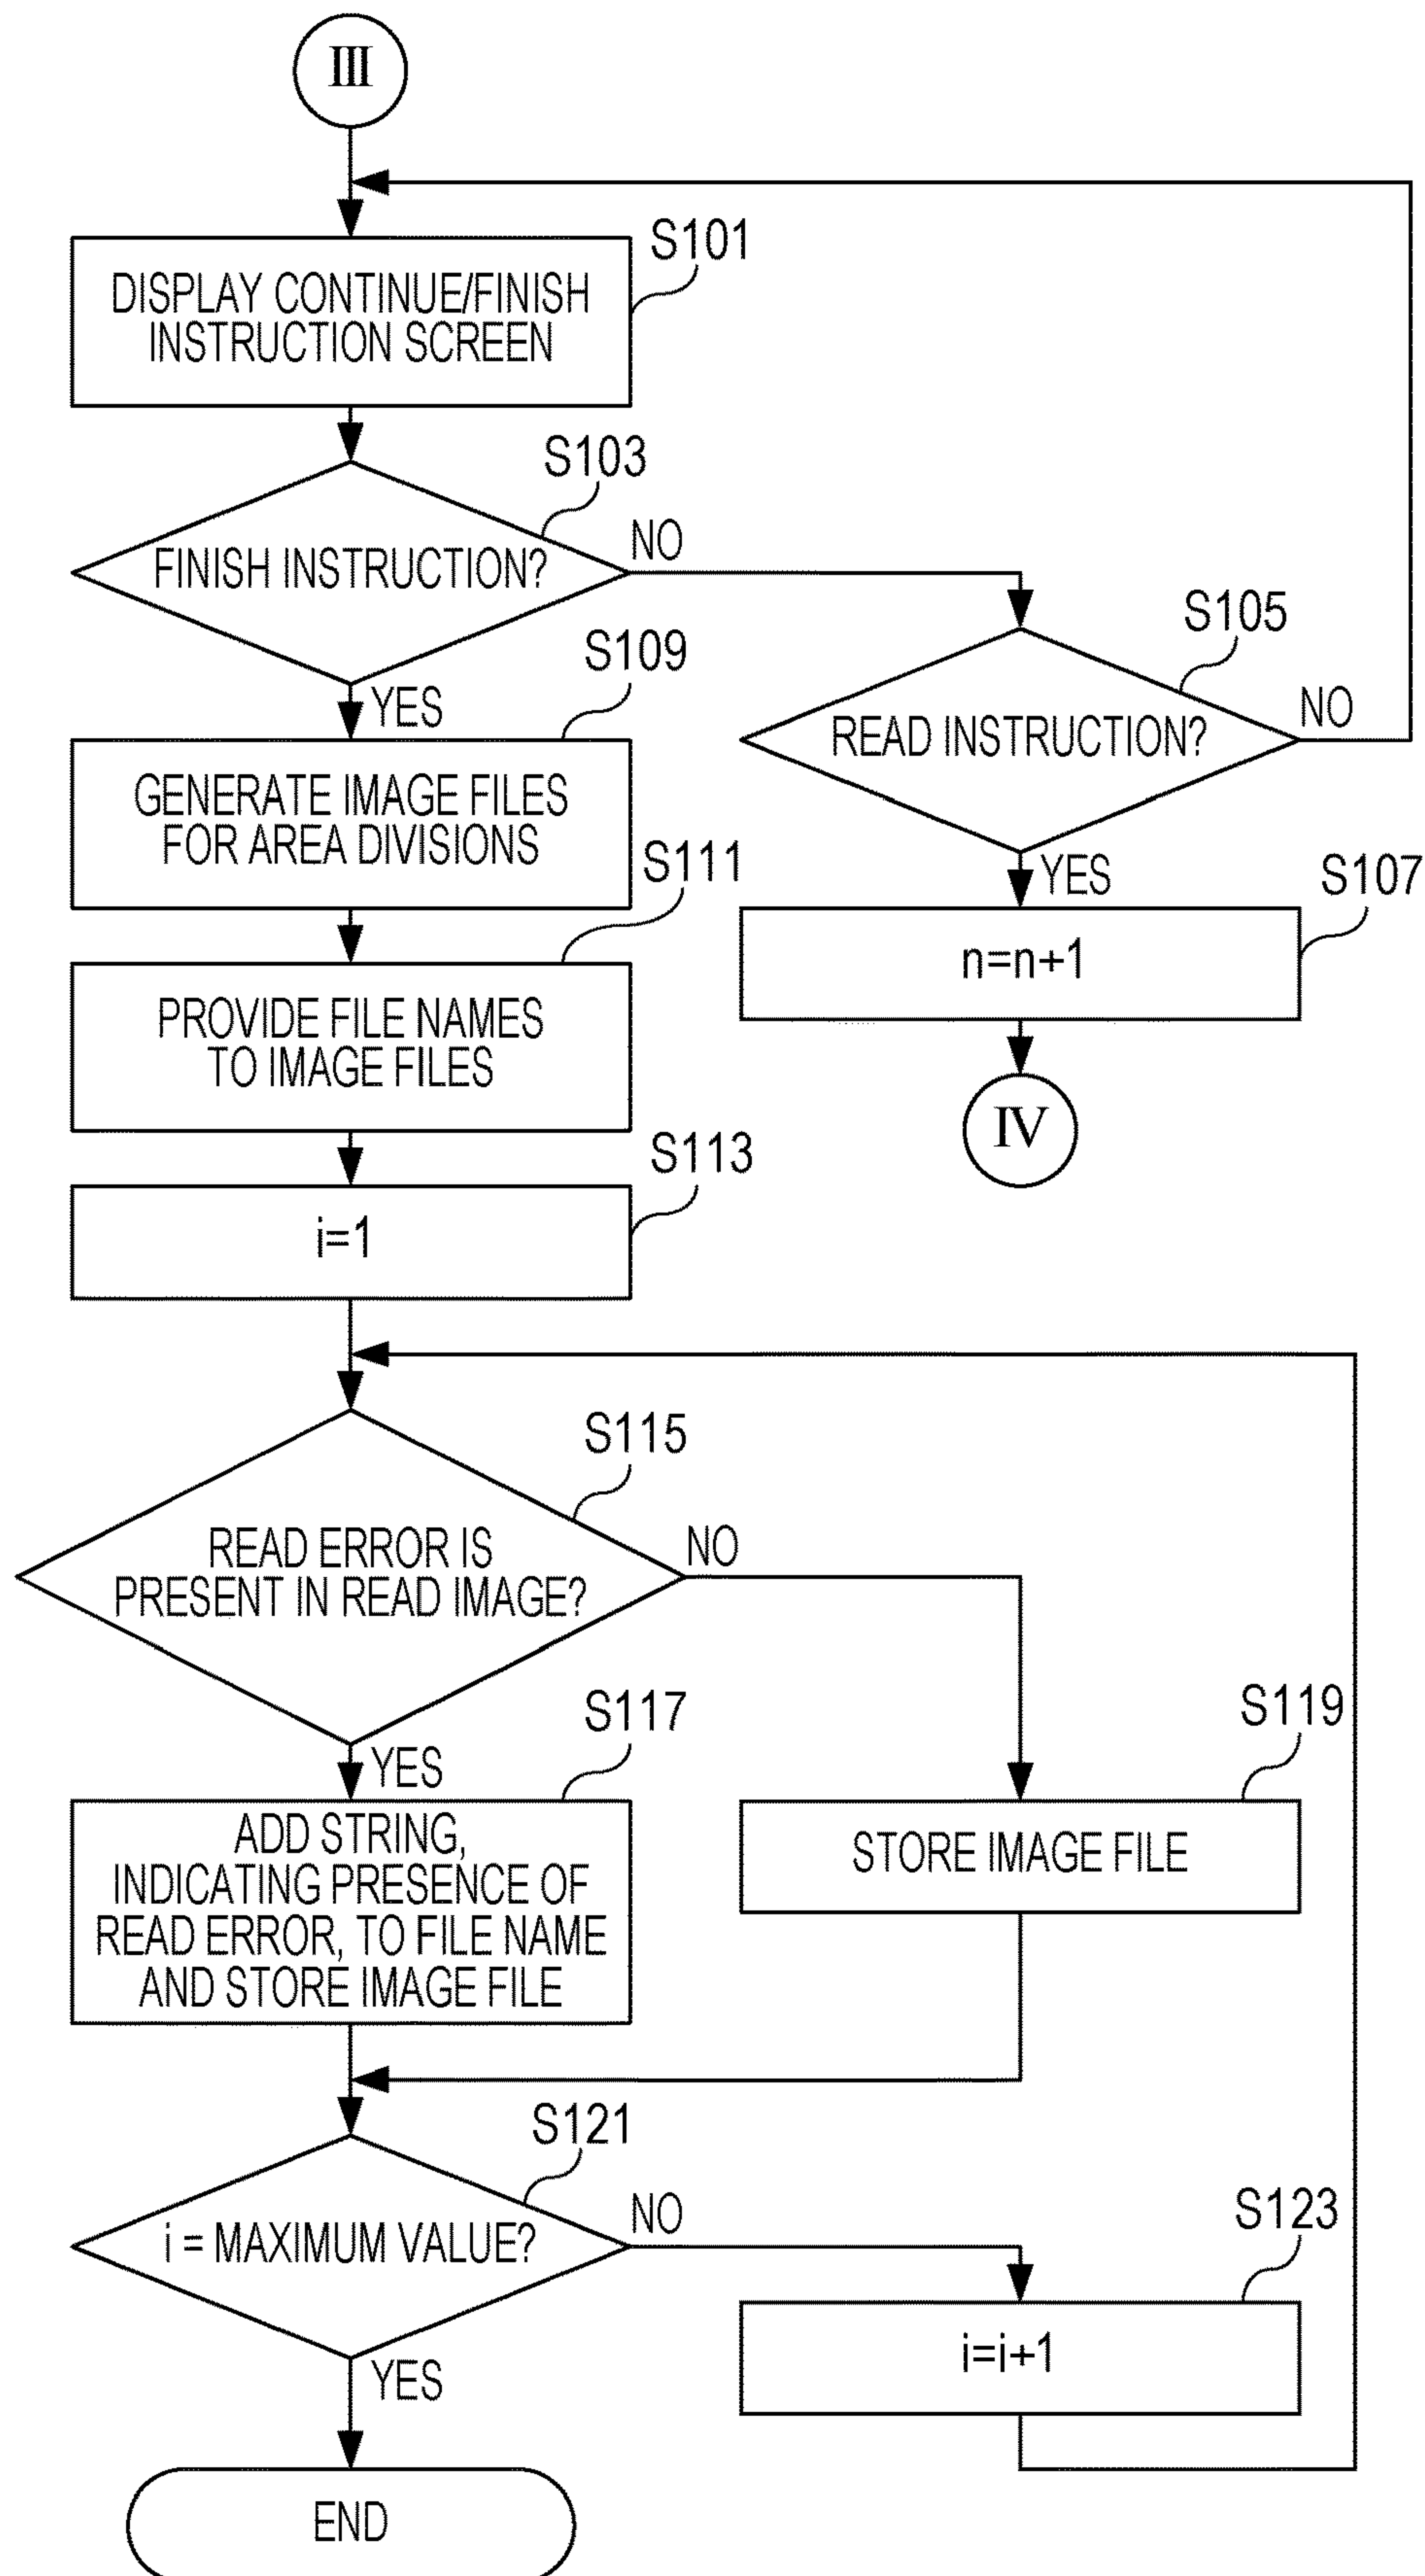 III
S101
DISPLAY CONTINUE/FINISH
INSTRUCTION SCREEN
S103
FINISH INSTRUCTION?
NO
YES
S105
READ INSTRUCTION?
NO
YES
S107
n=n+1
IV
S109
GENERATE IMAGE FILES
FOR AREA DIVISIONS
S111
PROVIDE FILE NAMES
TO IMAGE FILES
S113
i=1
S115
READ ERROR IS
PRESENT IN READ IMAGE?
NO
YES
S117
ADD STRING,
INDICATING PRESENCE OF
READ ERROR, TO FILE NAME
AND STORE IMAGE FILE
S119
STORE IMAGE FILE
S121
i = MAXIMUM VALUE?
NO
YES
S123
i=i+1
END